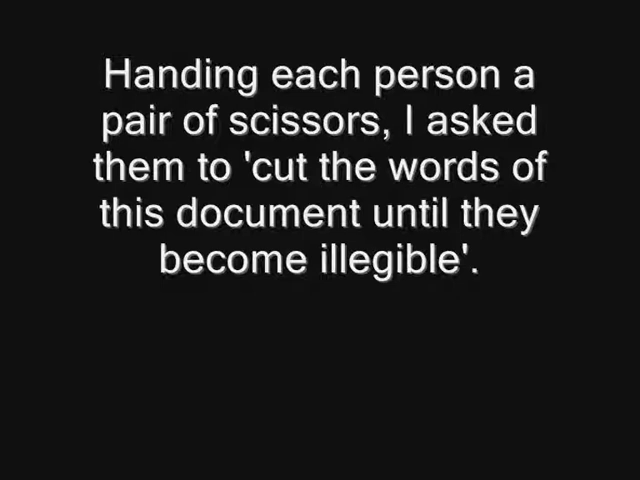 Handing each person a
pair of scissors, I asked
them to 'cut the words of
this document until they
become illegible'.